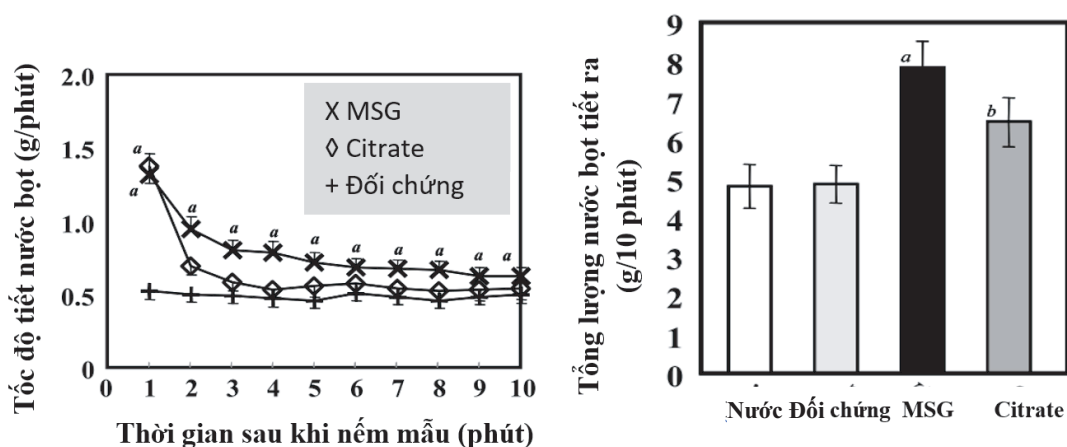 Tốc độ tiết nước bọt (g/phút)
2.0
1.5
1.0
0.5
0
X MSG
◊ Citrate
+ Đối chứng
a
a
a
a
a
a
a
a
a
a
a
0 1 2 3 4 5 6 7 8 9 10
Thời gian sau khi nếm mẫu (phút)
Tổng lượng nước bọt tiết ra
(g/10 phút)
9
8
7
6
5
4
3
2
1
0
a
b
Nước Đối chứng MSG Citrate